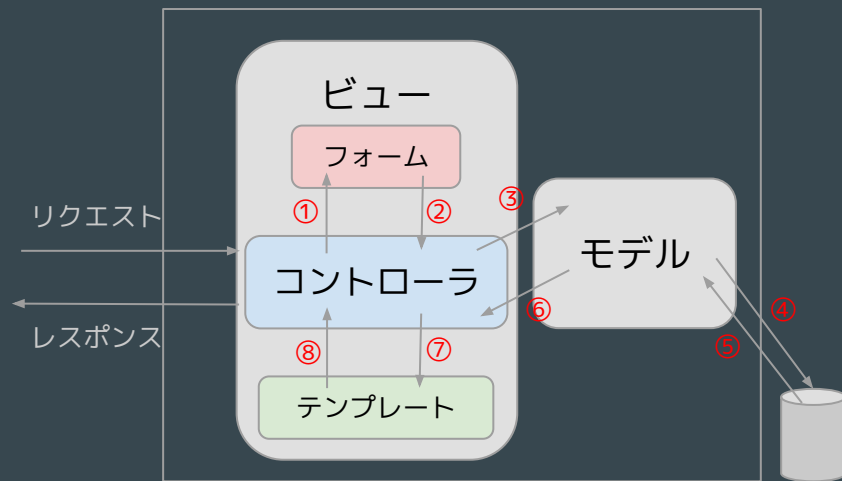 ビュー
フォーム
① ② ③
リクエスト
コントローラ
モデル
⑥ ④
レスポンス
⑧ ⑦ ⑤
テンプレート